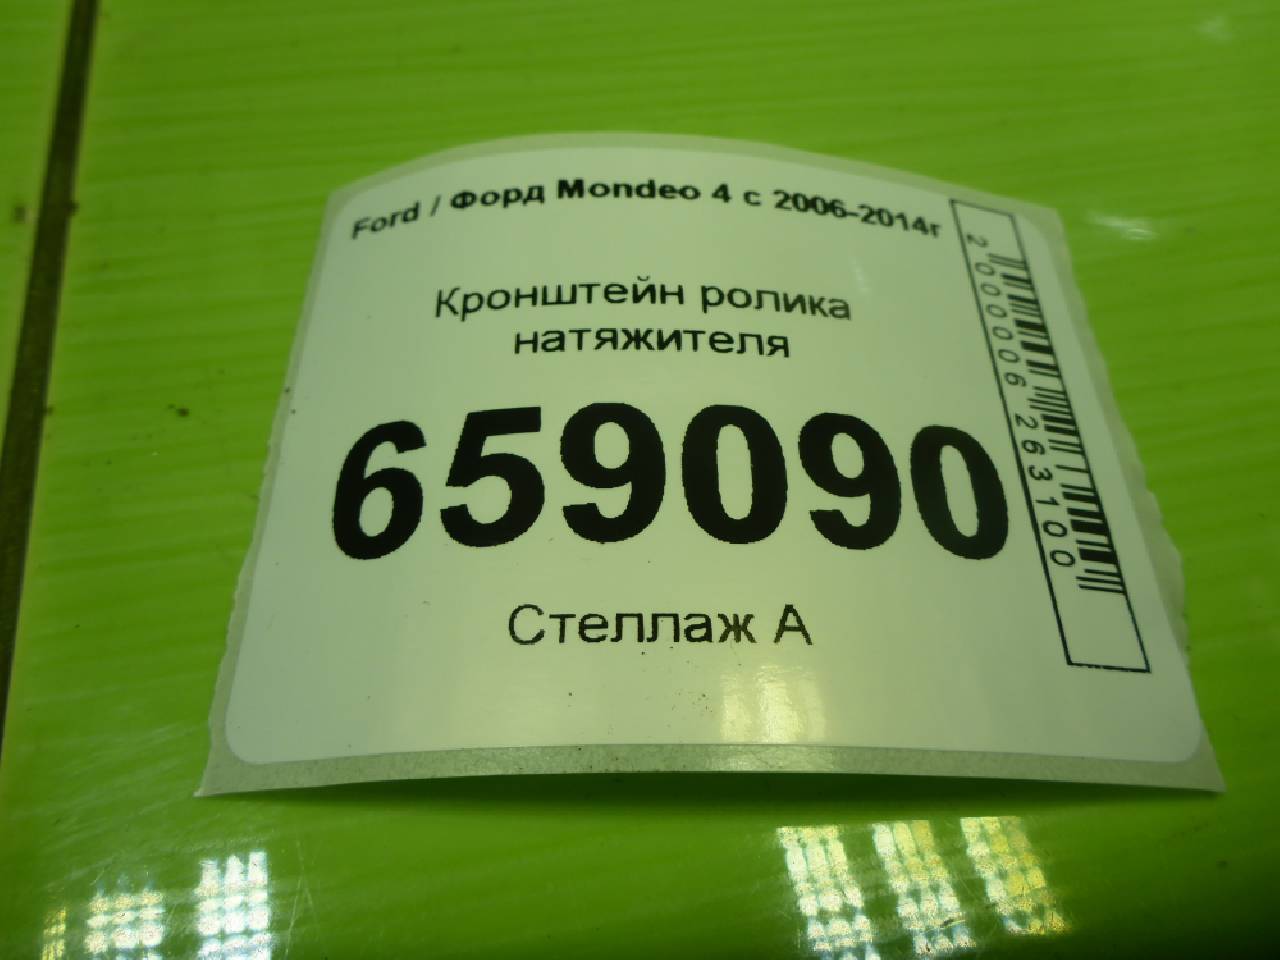 Ford / Форд Mondeo 4 с 2006-2014г
Кронштейн ролика
натяжителя
659090
Стеллаж А
2000006263100